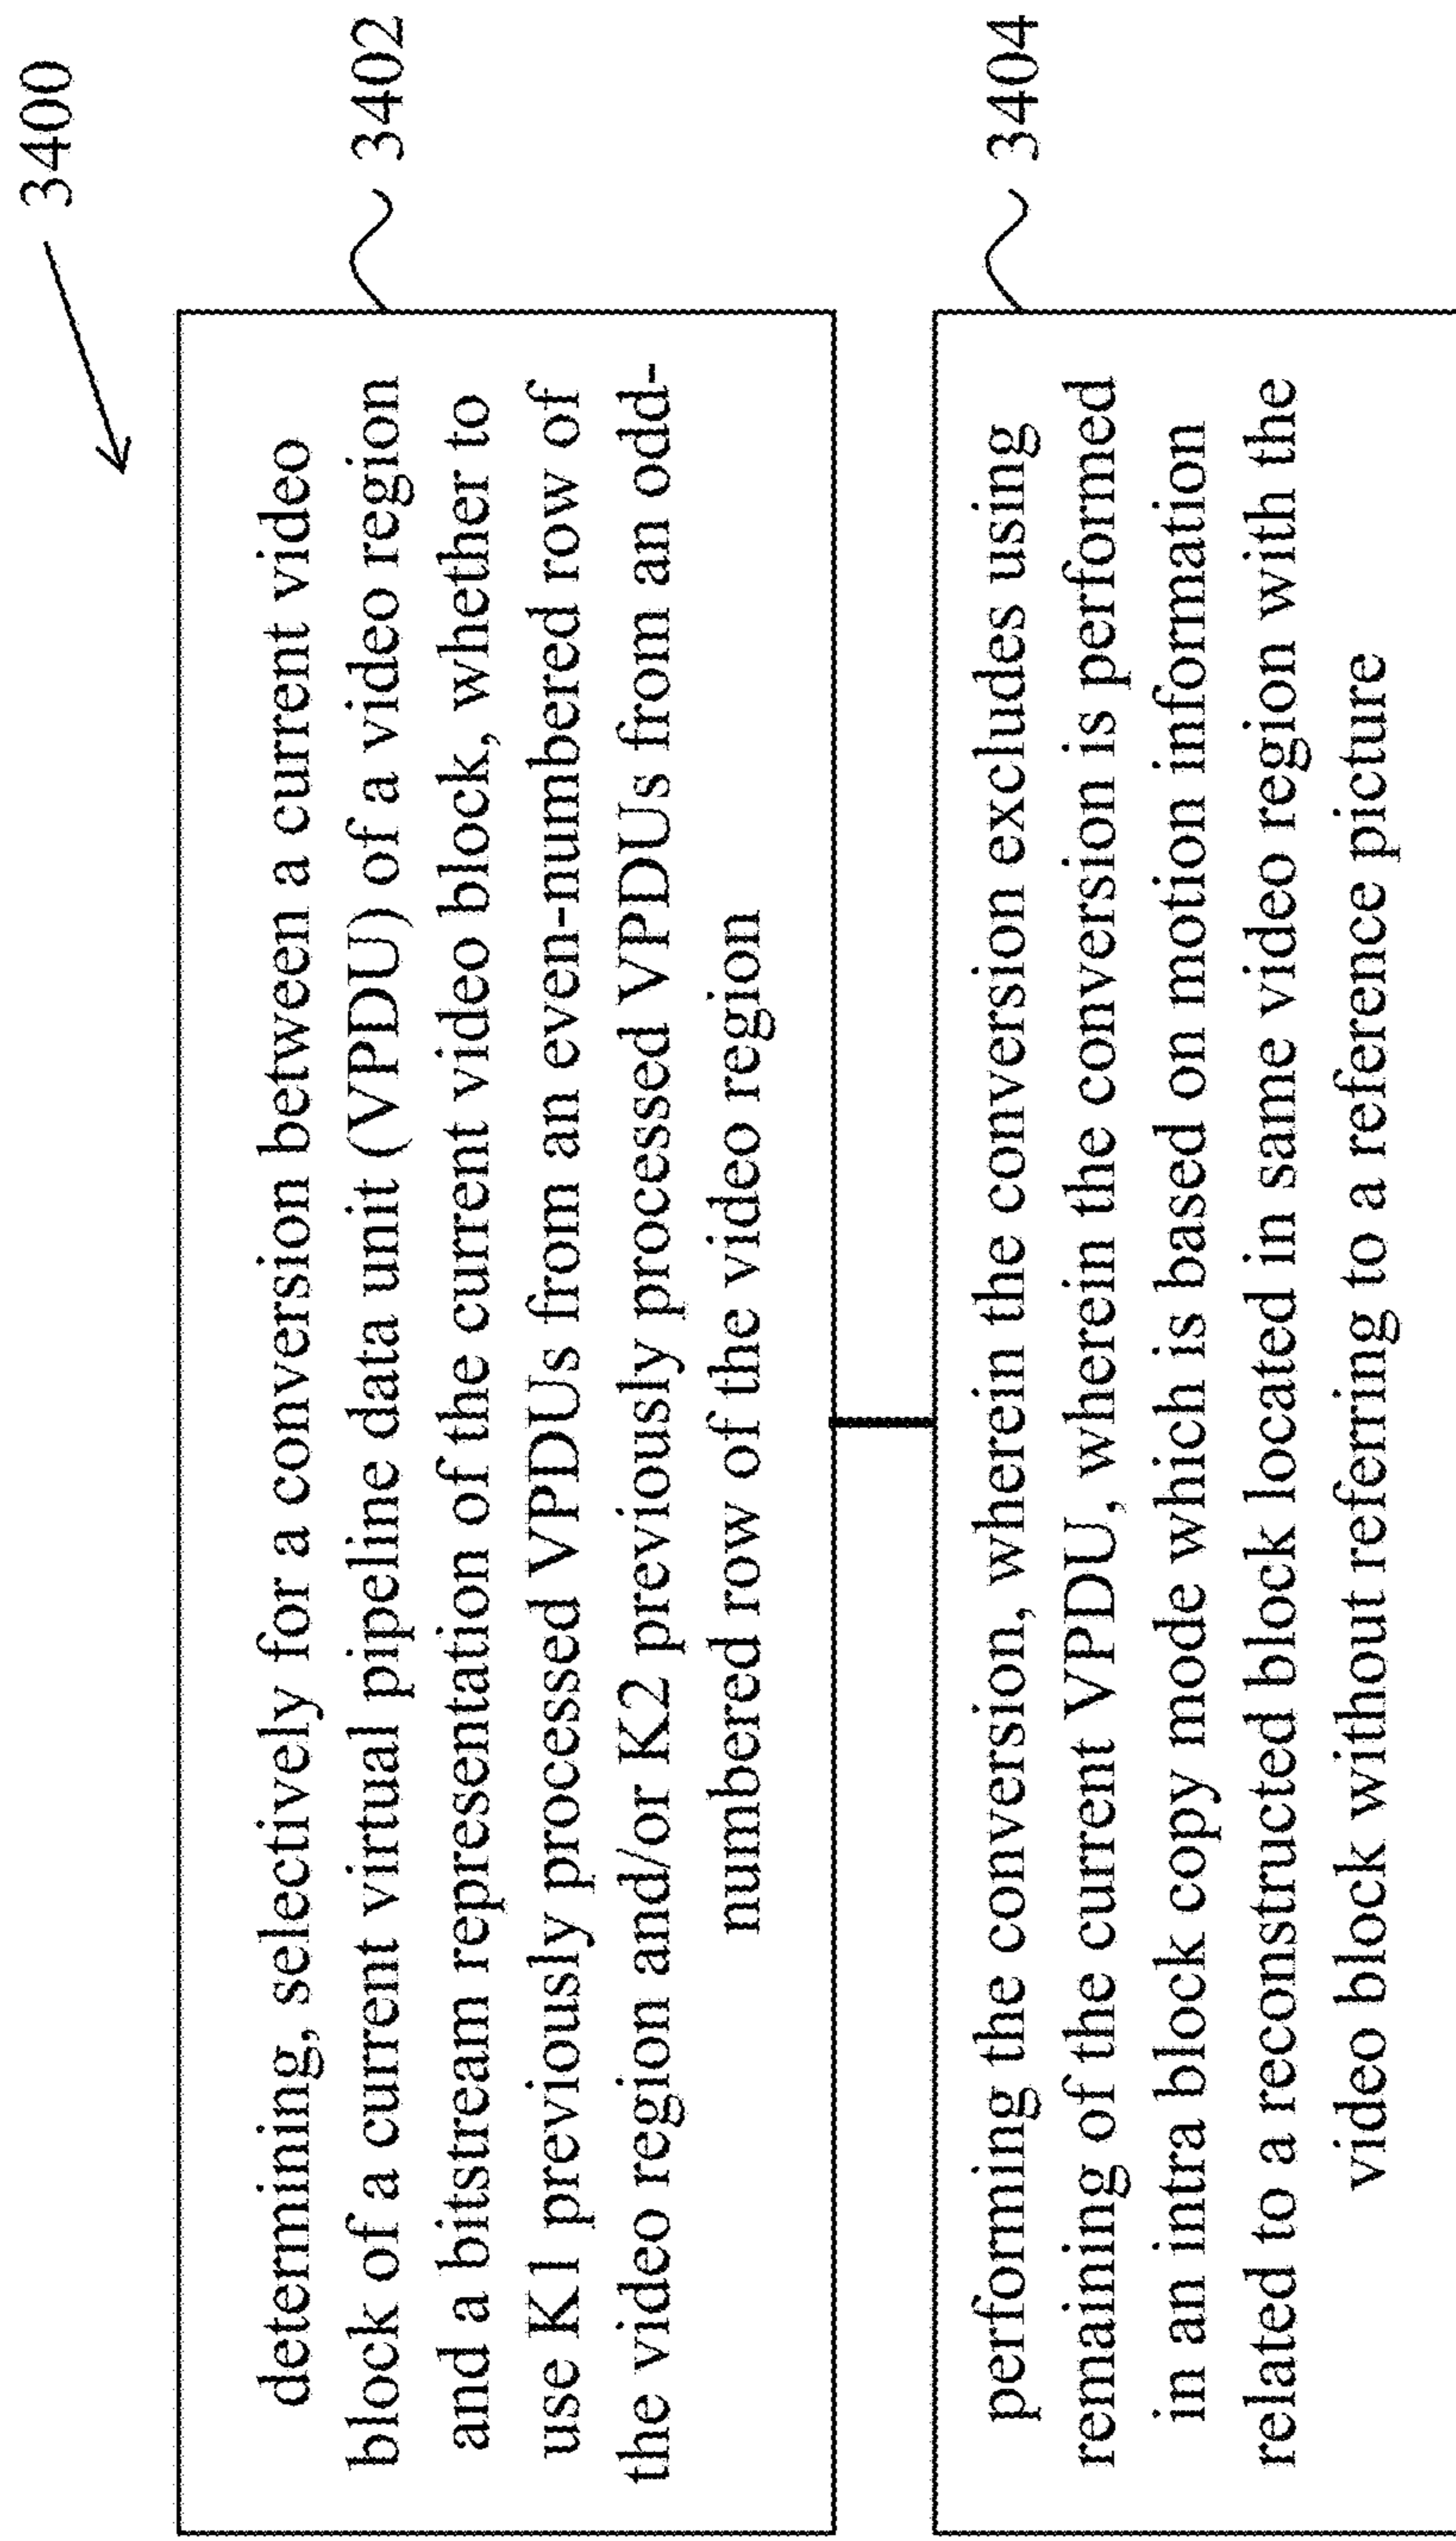 3400
determining, selectively for a conversion between a current video
block of a current virtual pipeline data unit (VPDU) of a video region
and a bitstream representation of the current video block, whether to
use K1 previously processed VPDUs from an even-numbered row of
the video region and/or K2 previously processed VPDUs from an odd-
numbered row of the video region
3402
performing the conversion, wherein the conversion excludes using
remaining of the current VPDU, wherein the conversion is performed
in an intra block copy mode which is based on motion information
related to a reconstructed block located in same video region with the
video block without referring to a reference picture
3404